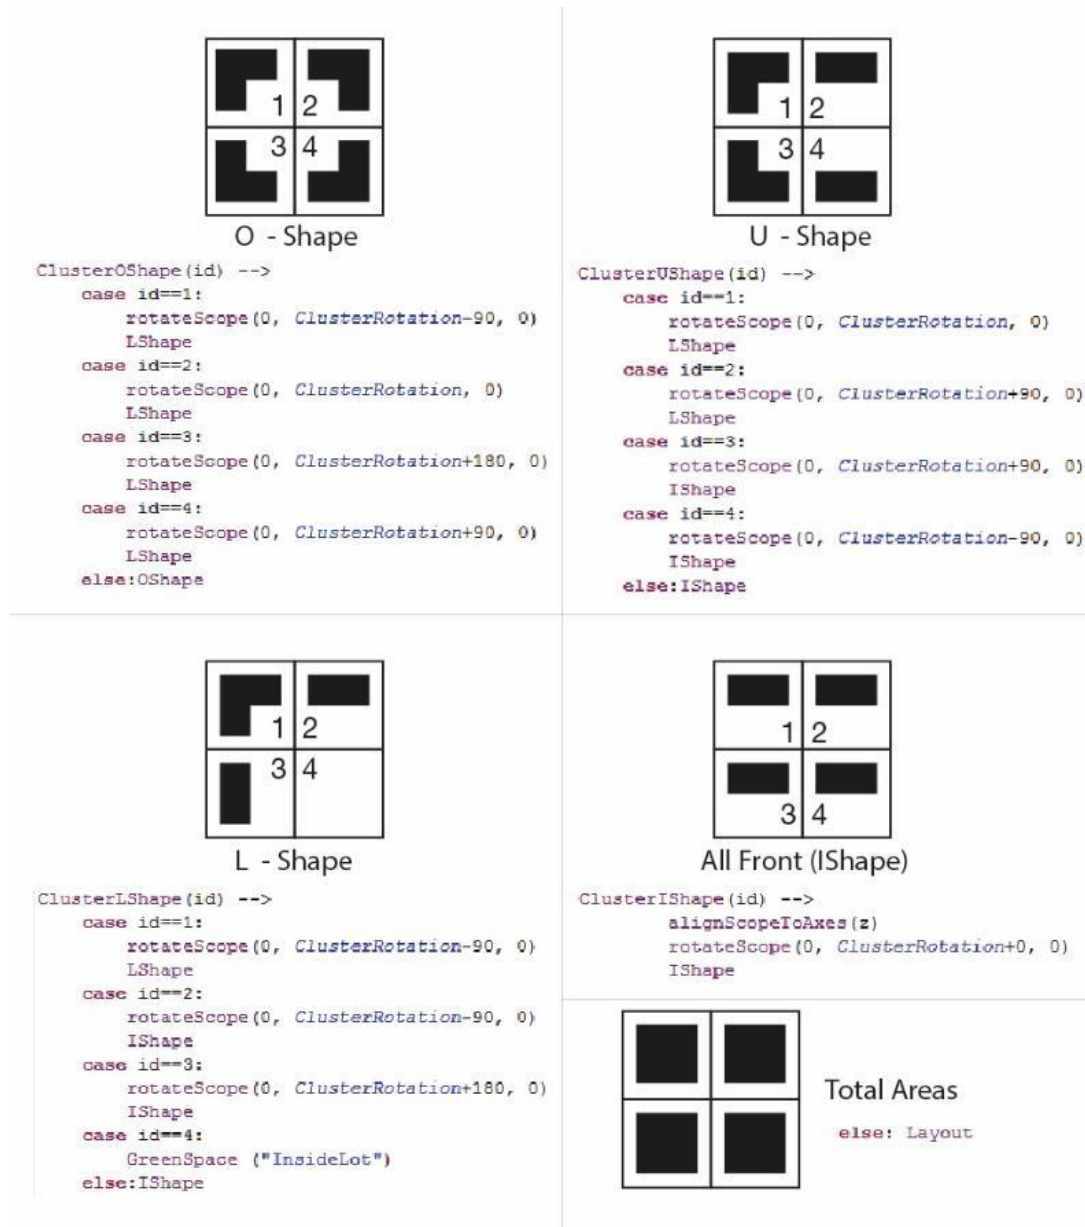 1 2
3 4
O - Shape
ClusterOShape(id) -->
case id==1:
rotateScope(0, ClusterRotation-90, 0)
LShape
case id==2:
rotateScope(0, ClusterRotation, 0)
LShape
case id==3:
rotateScope(0, ClusterRotation+180, 0)
LShape
case id==4:
rotateScope(0, ClusterRotation+90, 0)
LShape
else:OShape
1 2
3 4
U - Shape
ClusterUShape(id) -->
case id==1:
rotateScope(0, ClusterRotation, 0)
LShape
case id==2:
rotateScope(0, ClusterRotation+90, 0)
LShape
case id==3:
rotateScope(0, ClusterRotation+90, 0)
IShape
case id==4:
rotateScope(0, ClusterRotation-90, 0)
IShape
else:IShape
1 2
3 4
L - Shape
ClusterLShape(id) -->
case id==1:
rotateScope(0, ClusterRotation-90, 0)
LShape
case id==2:
rotateScope(0, ClusterRotation-90, 0)
IShape
case id==3:
rotateScope(0, ClusterRotation+180, 0)
IShape
case id==4:
GreenSpace ("InsideLot")
else:IShape
1 2
3 4
All Front (IShape)
ClusterIShape(id) -->
alignScopeToAxes(z)
rotateScope(0, ClusterRotation+0, 0)
IShape
Total Areas
else: Layout